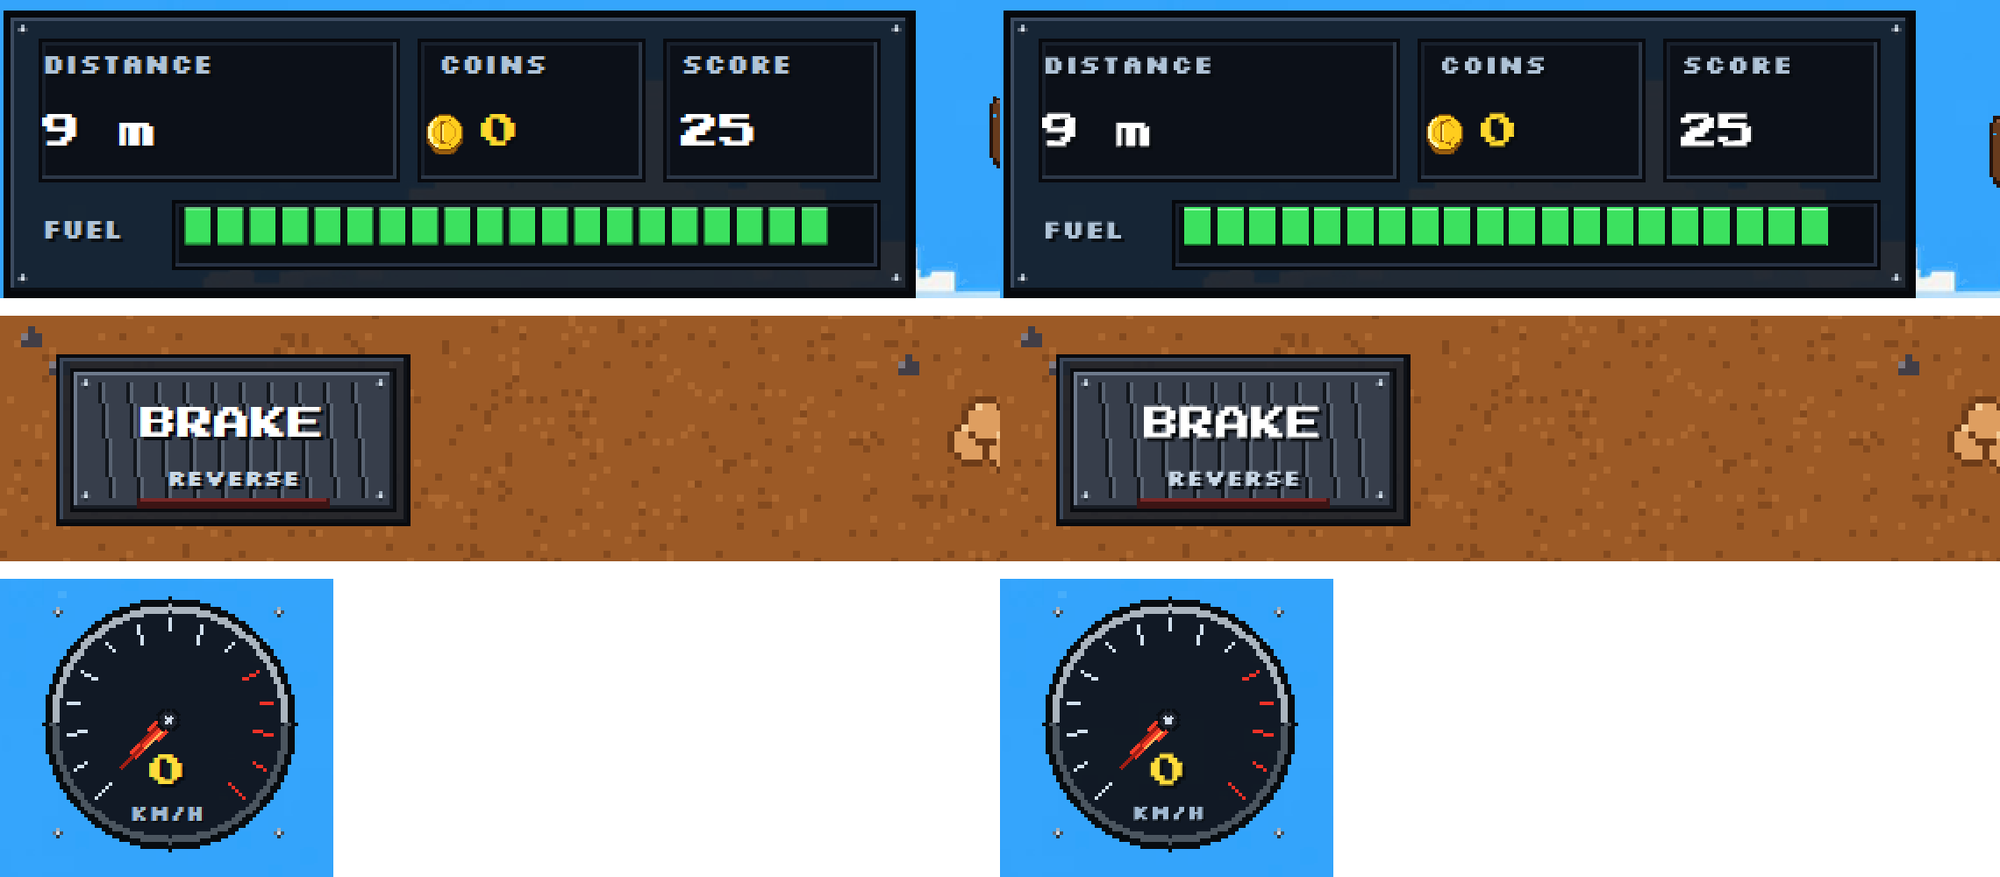 DISTANCE COINS SCORE
9 m 0 25
FUEL
DISTANCE COINS SCORE
9 m 0 25
FUEL
BRAKE
REVERSE
BRAKE
REVERSE
0
KM/H
0
KM/H